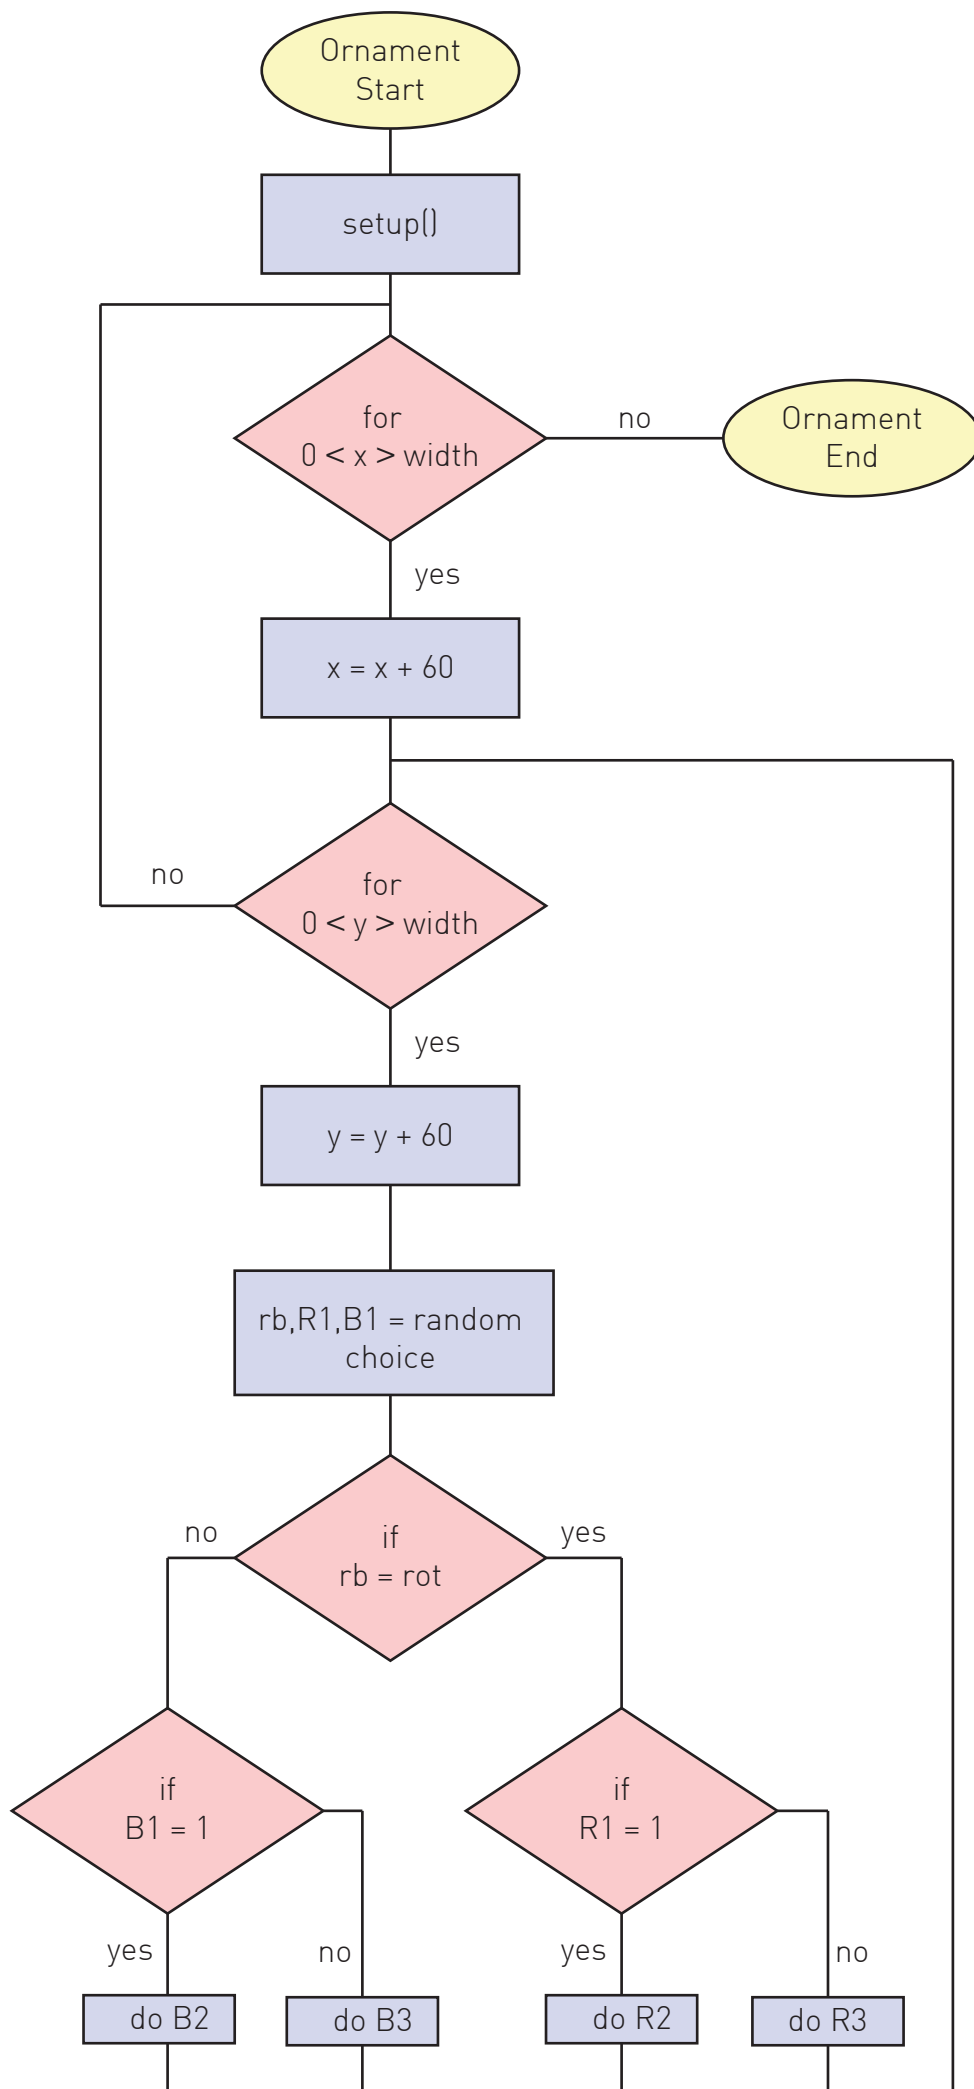 Ornament
Start
setup()
for
0 < x > width
no
Ornament
End
yes
x = x + 60
no
for
0 < y > width
yes
y = y + 60
rb,R1,B1 = random
choice
no
if
rb = rot
yes
if
B1 = 1
if
R1 = 1
yes
no
yes
no
do B2
do B3
do R2
do R3